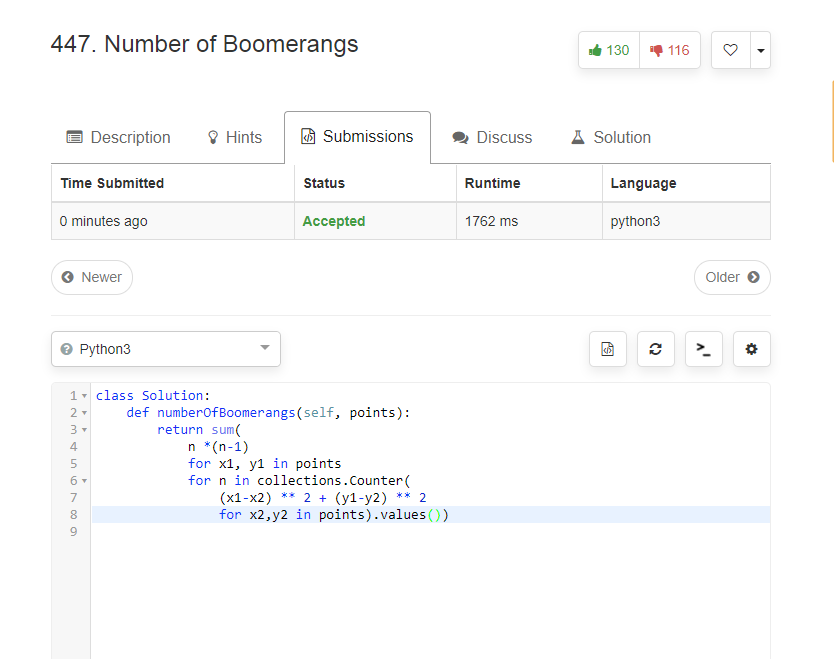 447. Number of Boomerangs
130 116
Description Hints Submissions Discuss Solution
Time Submitted Status Runtime Language
0 minutes ago Accepted 1762 ms python3
Newer Older
Python3
1 class Solution:
2     def numberOfBoomerangs(self, points):
3         return sum(
4             n *(n-1)
5             for x1, y1 in points
6             for n in collections.Counter(
7                 (x1-x2) ** 2 + (y1-y2) ** 2
8                 for x2,y2 in points).values())
9